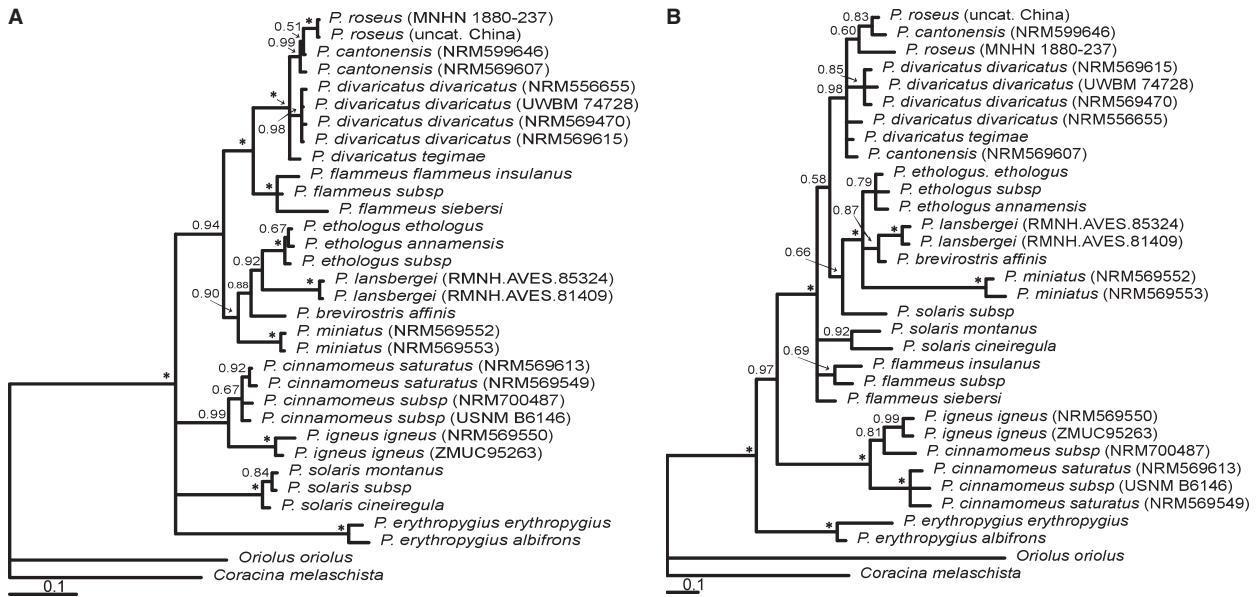 A
P. roseus (MNHN 1880-237)
P. roseus (uncat. China)
P. cantonensis (NRM599646)
P. cantonensis (NRM569607)
P. divaricatus divaricatus (NRM556655)
P. divaricatus divaricatus (UWBM 74728)
P. divaricatus divaricatus (NRM569470)
P. divaricatus divaricatus (NRM569615)
P. divaricatus tegimae
P. flammeus flammeus insulanus
P. flammeus subsp
P. flammeus siebersi
P. ethologus ethologus
P. ethologus annamensis
P. ethologus subsp
P. lansbergei (RMNH.AVES.85324)
P. lansbergei (RMNH.AVES.81409)
P. brevirostris affinis
P. miniatus (NRM569552)
P. miniatus (NRM569553)
P. cinnamomeus saturatus (NRM569613)
P. cinnamomeus saturatus (NRM569549)
P. cinnamomeus subsp (NRM700487)
P. cinnamomeus subsp (USNM B6146)
P. igneus igneus (NRM569550)
P. igneus igneus (ZMUC95263)
P. solaris montanus
P. solaris subsp
P. solaris cineiregula
P. erythropygius erythropygius
P. erythropygius albifrons
Oriolus oriolus
Coracina melaschista
*
0.51
0.99
*
0.98
*
*
0.94
0.67
*
0.92
*
0.88
0.90
*
*
0.92
0.67
0.99
*
0.84
*
*
0.1
B
P. roseus (uncat. China)
P. cantonensis (NRM599646)
P. roseus (MNHN 1880-237)
P. divaricatus divaricatus (NRM569615)
P. divaricatus divaricatus (UWBM 74728)
P. divaricatus divaricatus (NRM569470)
P. divaricatus divaricatus (NRM556655)
P. divaricatus tegimae
P. cantonensis (NRM569607)
P. ethologus. ethologus
P. ethologus subsp
P. ethologus annamensis
P. lansbergei (RMNH.AVES.85324)
P. lansbergei (RMNH.AVES.81409)
P. brevirostris affinis
P. miniatus (NRM569552)
P. miniatus (NRM569553)
P. solaris subsp
P. solaris montanus
P. solaris cineiregula
P. flammeus insulanus
P. flammeus subsp
P. flammeus siebersi
P. igneus igneus (NRM569550)
P. igneus igneus (ZMUC95263)
P. cinnamomeus subsp (NRM700487)
P. cinnamomeus saturatus (NRM569613)
P. cinnamomeus subsp (USNM B6146)
P. cinnamomeus saturatus (NRM569549)
P. erythropygius erythropygius
P. erythropygius albifrons
Oriolus oriolus
Coracina melaschista
0.83
0.60
0.85
0.98
0.58
0.79
0.87
*
*
0.66
*
*
0.92
0.69
0.97
0.99
0.81
*
*
*
*
0.1